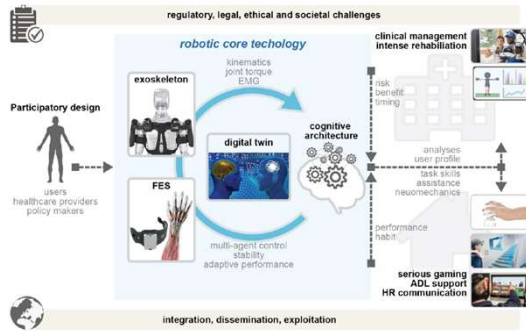 regulatory, legal, ethical and societal challenges
robotic core techology
clinical management
intense rehabiliation
exoskeleton
kinematics
joint torque
EMG
risk
benefit
timing
Participatory design
digital twin
cognitive
architecture
analyses
user profile
task skills
assistance
neuomechanics
users
healthcare providers
policy makers
FES
performance
habit
multi-agent control
stability
adaptive performance
serious gaming
ADL support
HR communication
integration, dissemination, exploitation